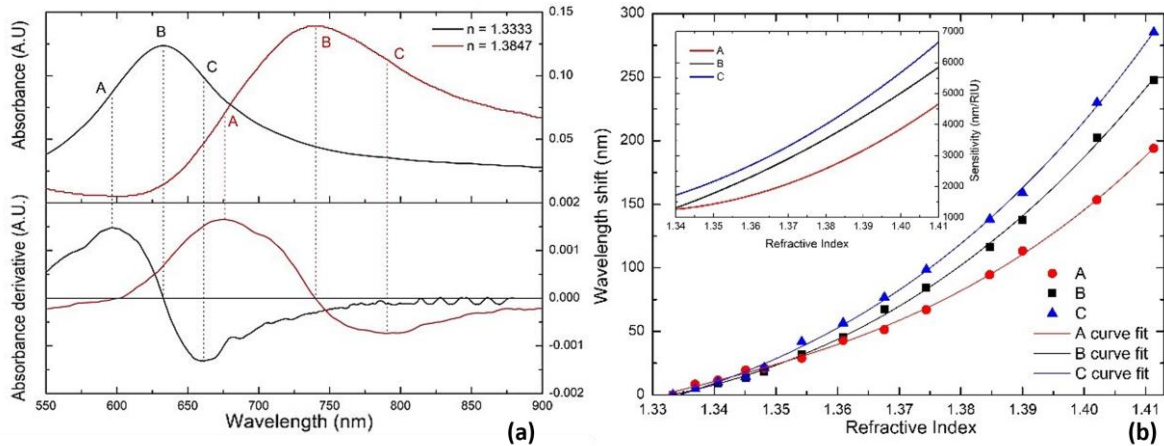 Absorbance (A.U)
n = 1.3333
n = 1.3847
0.15
0.10
0.05
0.00
A
B
C
A
B
C
Absorbance derivative (A.U.)
0.002
0.001
0.000
-0.001
-0.002
550 600 650 700 750 800 850 900
Wavelength (nm)
(a)
Wavelength shift (nm)
300
250
200
150
100
50
0
A
B
C
7000
6000
5000
4000
3000
2000
1000
Sensitivity (nm/RIU)
1.34 1.35 1.36 1.37 1.38 1.39 1.40 1.41
Refractive Index
A
B
C
A curve fit
B curve fit
C curve fit
1.33 1.34 1.35 1.36 1.37 1.38 1.39 1.40 1.41
Refractive Index
(b)